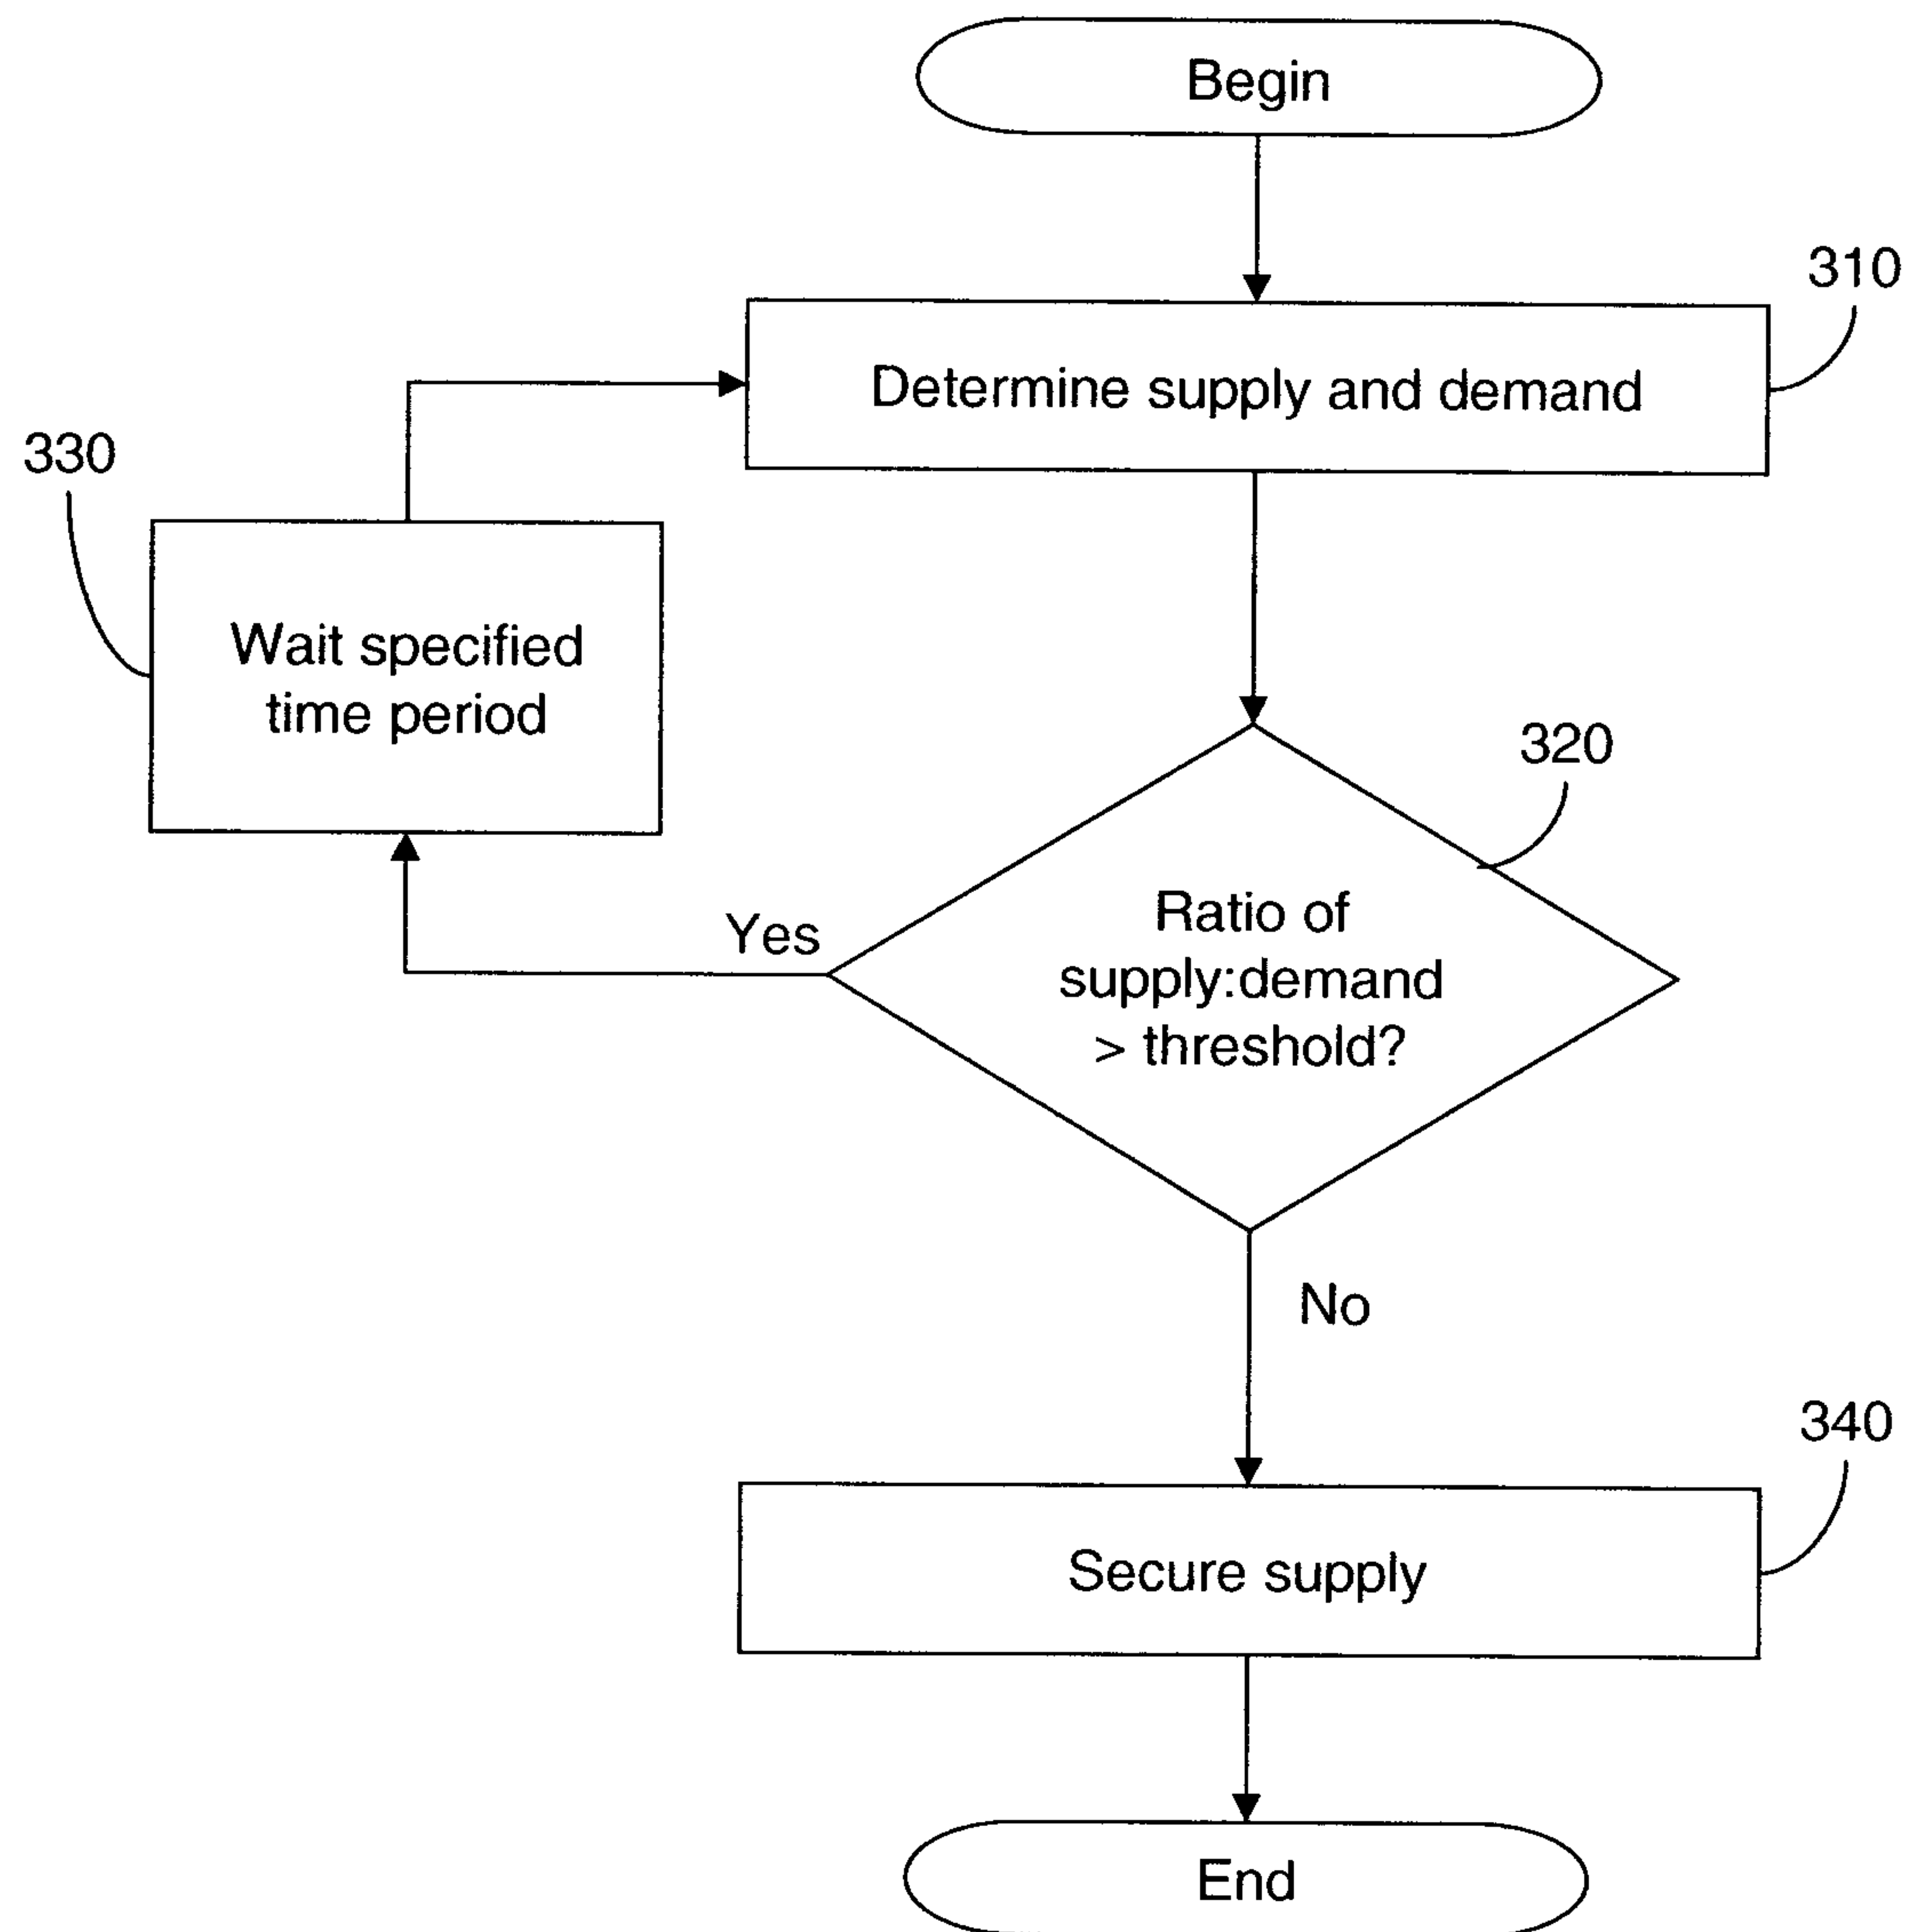 Begin
310
Determine supply and demand
330
Wait specified
time period
320
Ratio of
supply:demand
> threshold?
Yes
No
340
Secure supply
End